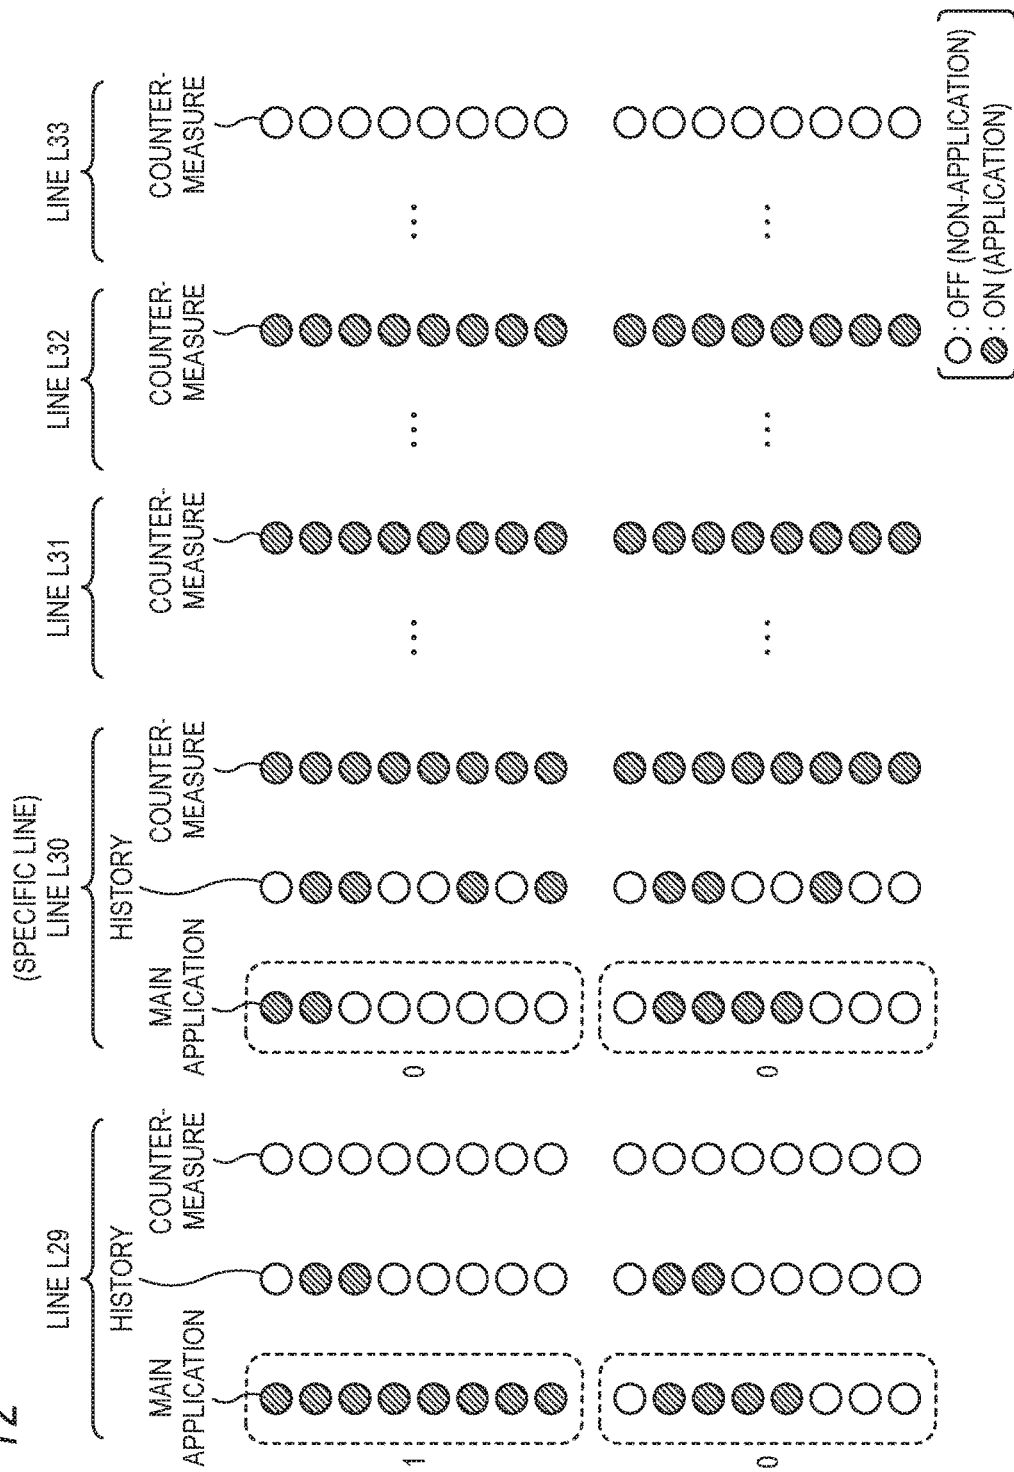 12
LINE L29
HISTORY
MAIN
APPLICATION
COUNTER-
MEASURE
1
0
(SPECIFIC LINE)
LINE L30
HISTORY
MAIN
APPLICATION
COUNTER-
MEASURE
0
0
LINE L31
COUNTER-
MEASURE
...
...
LINE L32
COUNTER-
MEASURE
...
...
LINE L33
COUNTER-
MEASURE
...
...
: OFF (NON-APPLICATION)
: ON (APPLICATION)